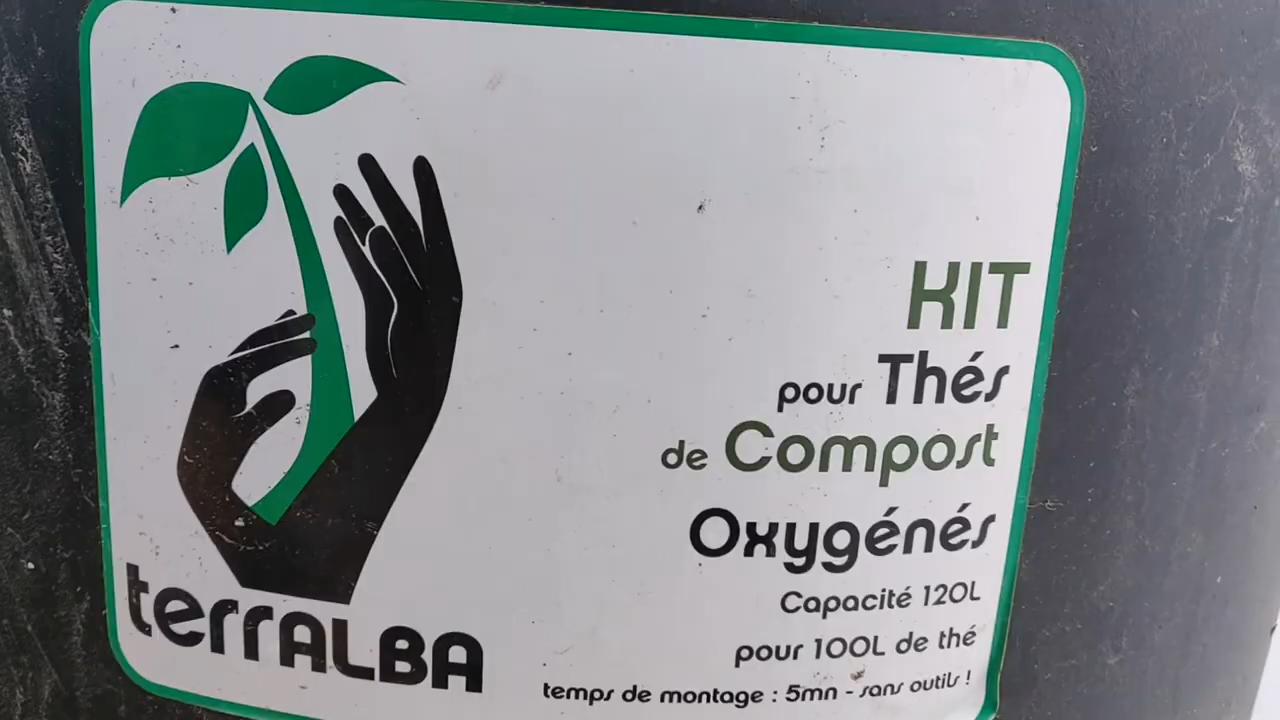 KIT
pour Thés
de Compost
Oxygénés
Capacité 120L
pour 100L de thé
temps de montage : 5mn - sans outils !
terrALBA